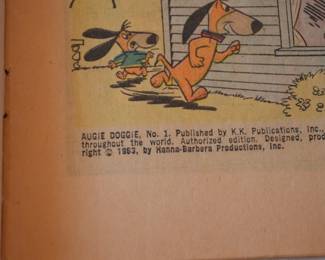 AUGIE DOGGIE, No. 1. Published by K.K. Publications, Inc.,
throughout the world. Authorized edition. Designed, prod
right © 1963, by Hanna-Barbera Productions, Inc.